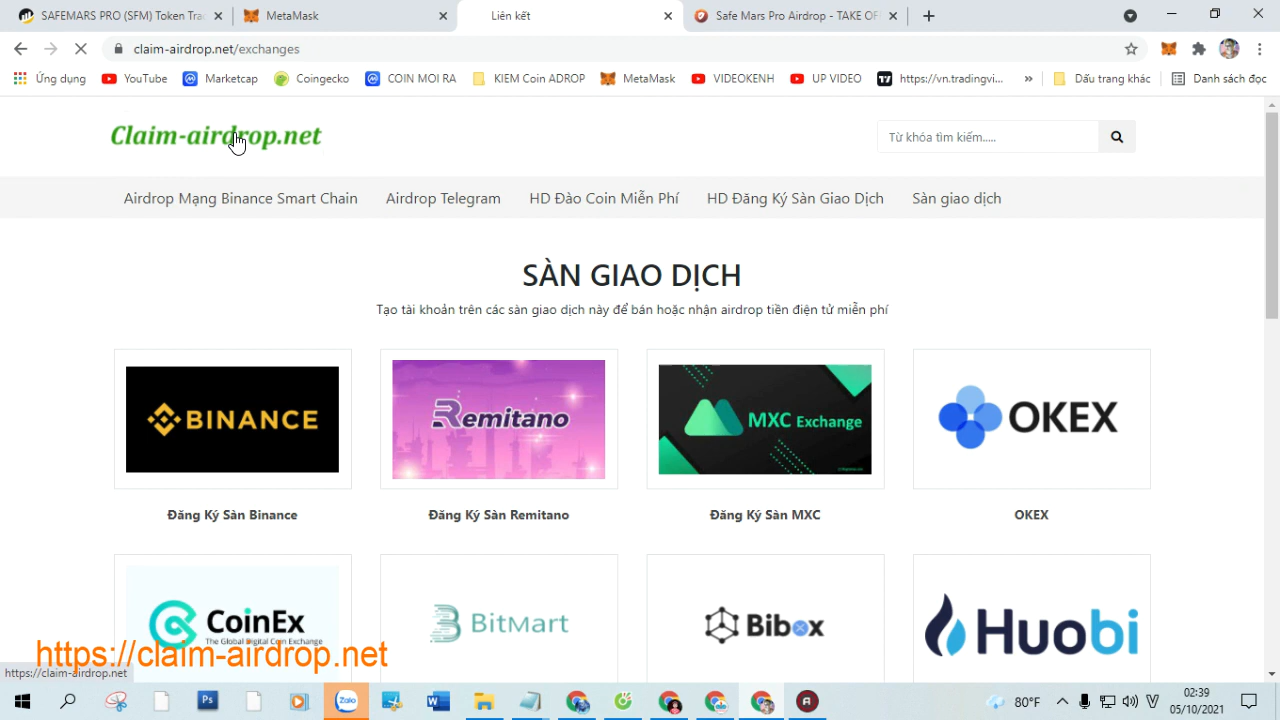 SAFEMARS PRO (SFM) Token Tra
MetaMask
Liên kết
Safe Mars Pro Airdrop - TAKE OF
claim-airdrop.net/exchanges
Ứng dụng
YouTube
Marketcap
Coingecko
COIN MOI RA
KIEM Coin ADROP
MetaMask
VIDEOKENH
UP VIDEO
https://vn.tradingvi...
»
Dấu trang khác
Danh sách đọc
Claim-airdrop.net
Từ khóa tìm kiếm.....
Airdrop Mạng Binance Smart Chain
Airdrop Telegram
HD Đào Coin Miễn Phí
HD Đăng Ký Sàn Giao Dịch
Sàn giao dịch
SÀN GIAO DỊCH
Tạo tài khoản trên các sàn giao dịch này để bán hoặc nhận airdrop tiền điện tử miễn phí
BINANCE
Remitano
MXC Exchange
OKEX
Đăng Ký Sàn Binance
Đăng Ký Sàn Remitano
Đăng Ký Sàn MXC
OKEX
CoinEx
The Global Digital Coin Exchange
BitMart
Bibox
Huobi
https://claim-airdrop.net
https://claim-airdrop.net
Ps
Zalo
W
A
80°F
V
02:39
05/10/2021